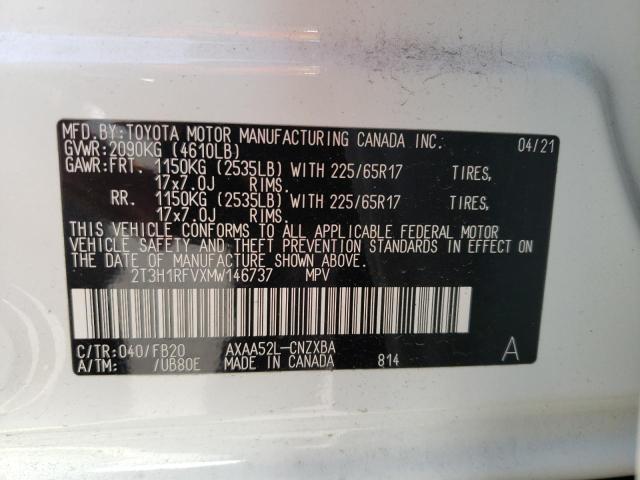 MFD.BY:TOYOTA MOTOR MANUFACTURING CANADA INC. 04/21
GVWR:2090KG (4610LB)
GAWR:FRT. 1150KG (2535LB) WITH 225/65R17 TIRES,
17x7.0J RIMS.
RR. 1150KG (2535LB) WITH 225/65R17 TIRES,
17x7.0J RIMS.
THIS VEHICLE CONFORMS TO ALL APPLICABLE FEDERAL MOTOR
VEHICLE SAFETY AND THEFT PREVENTION STANDARDS IN EFFECT ON
THE DATE OF MANUFACTURE SHOWN ABOVE.
2T3H1RFVXMW146737 MPV
C/TR:040/FB20 AXAA52L-CNZXBA A
A/TM: /UB80E MADE IN CANADA 814